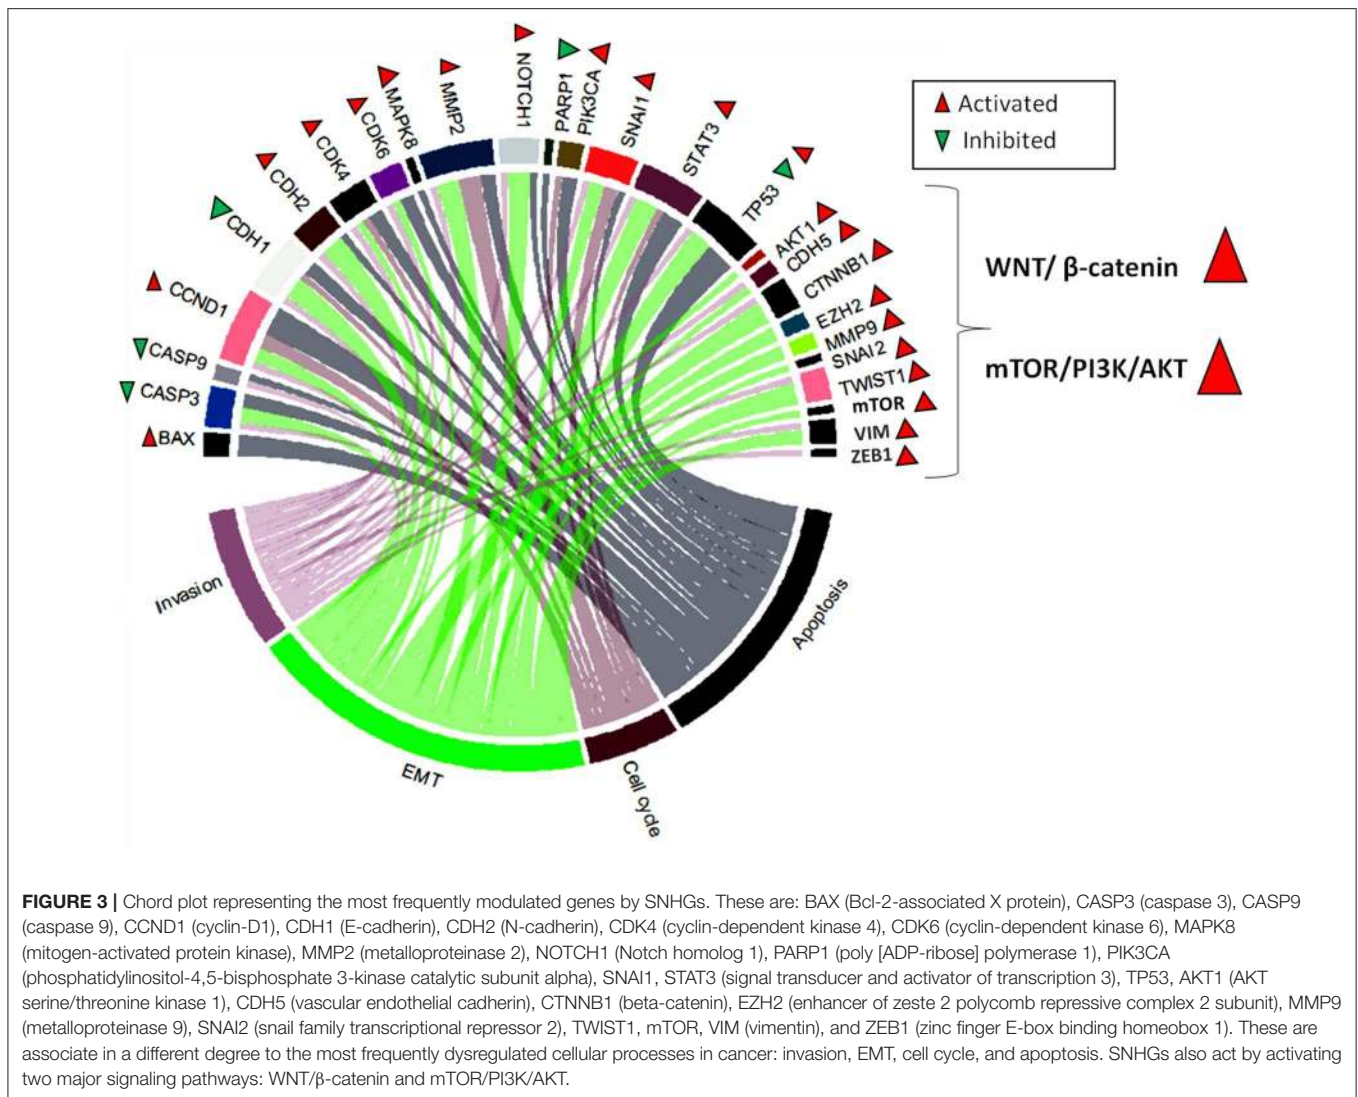 NOTCH1
PARP1
PIK3CA
SNAI1
STAT3
TP53
MMP2
MAPK8
CDK6
CDK4
CDH2
CDH1
CCND1
CASP9
CASP3
BAX
AKT1
CDH5
CTNNB1
EZH2
MMP9
SNAI2
TWIST1
mTOR
VIM
ZEB1
Activated
Inhibited
WNT/ β-catenin
mTOR/PI3K/AKT
Invasion
EMT
Cell cycle
Apoptosis
FIGURE 3 | Chord plot representing the most frequently modulated genes by SNHGs. These are: BAX (Bcl-2-associated X protein), CASP3 (caspase 3), CASP9
(caspase 9), CCND1 (cyclin-D1), CDH1 (E-cadherin), CDH2 (N-cadherin), CDK4 (cyclin-dependent kinase 4), CDK6 (cyclin-dependent kinase 6), MAPK8
(mitogen-activated protein kinase), MMP2 (metalloproteinase 2), NOTCH1 (Notch homolog 1), PARP1 (poly [ADP-ribose] polymerase 1), PIK3CA
(phosphatidylinositol-4,5-bisphosphate 3-kinase catalytic subunit alpha), SNAI1, STAT3 (signal transducer and activator of transcription 3), TP53, AKT1 (AKT
serine/threonine kinase 1), CDH5 (vascular endothelial cadherin), CTNNB1 (beta-catenin), EZH2 (enhancer of zeste 2 polycomb repressive complex 2 subunit), MMP9
(metalloproteinase 9), SNAI2 (snail family transcriptional repressor 2), TWIST1, mTOR, VIM (vimentin), and ZEB1 (zinc finger E-box binding homeobox 1). These are
associate in a different degree to the most frequently dysregulated cellular processes in cancer: invasion, EMT, cell cycle, and apoptosis. SNHGs also act by activating
two major signaling pathways: WNT/β-catenin and mTOR/PI3K/AKT.